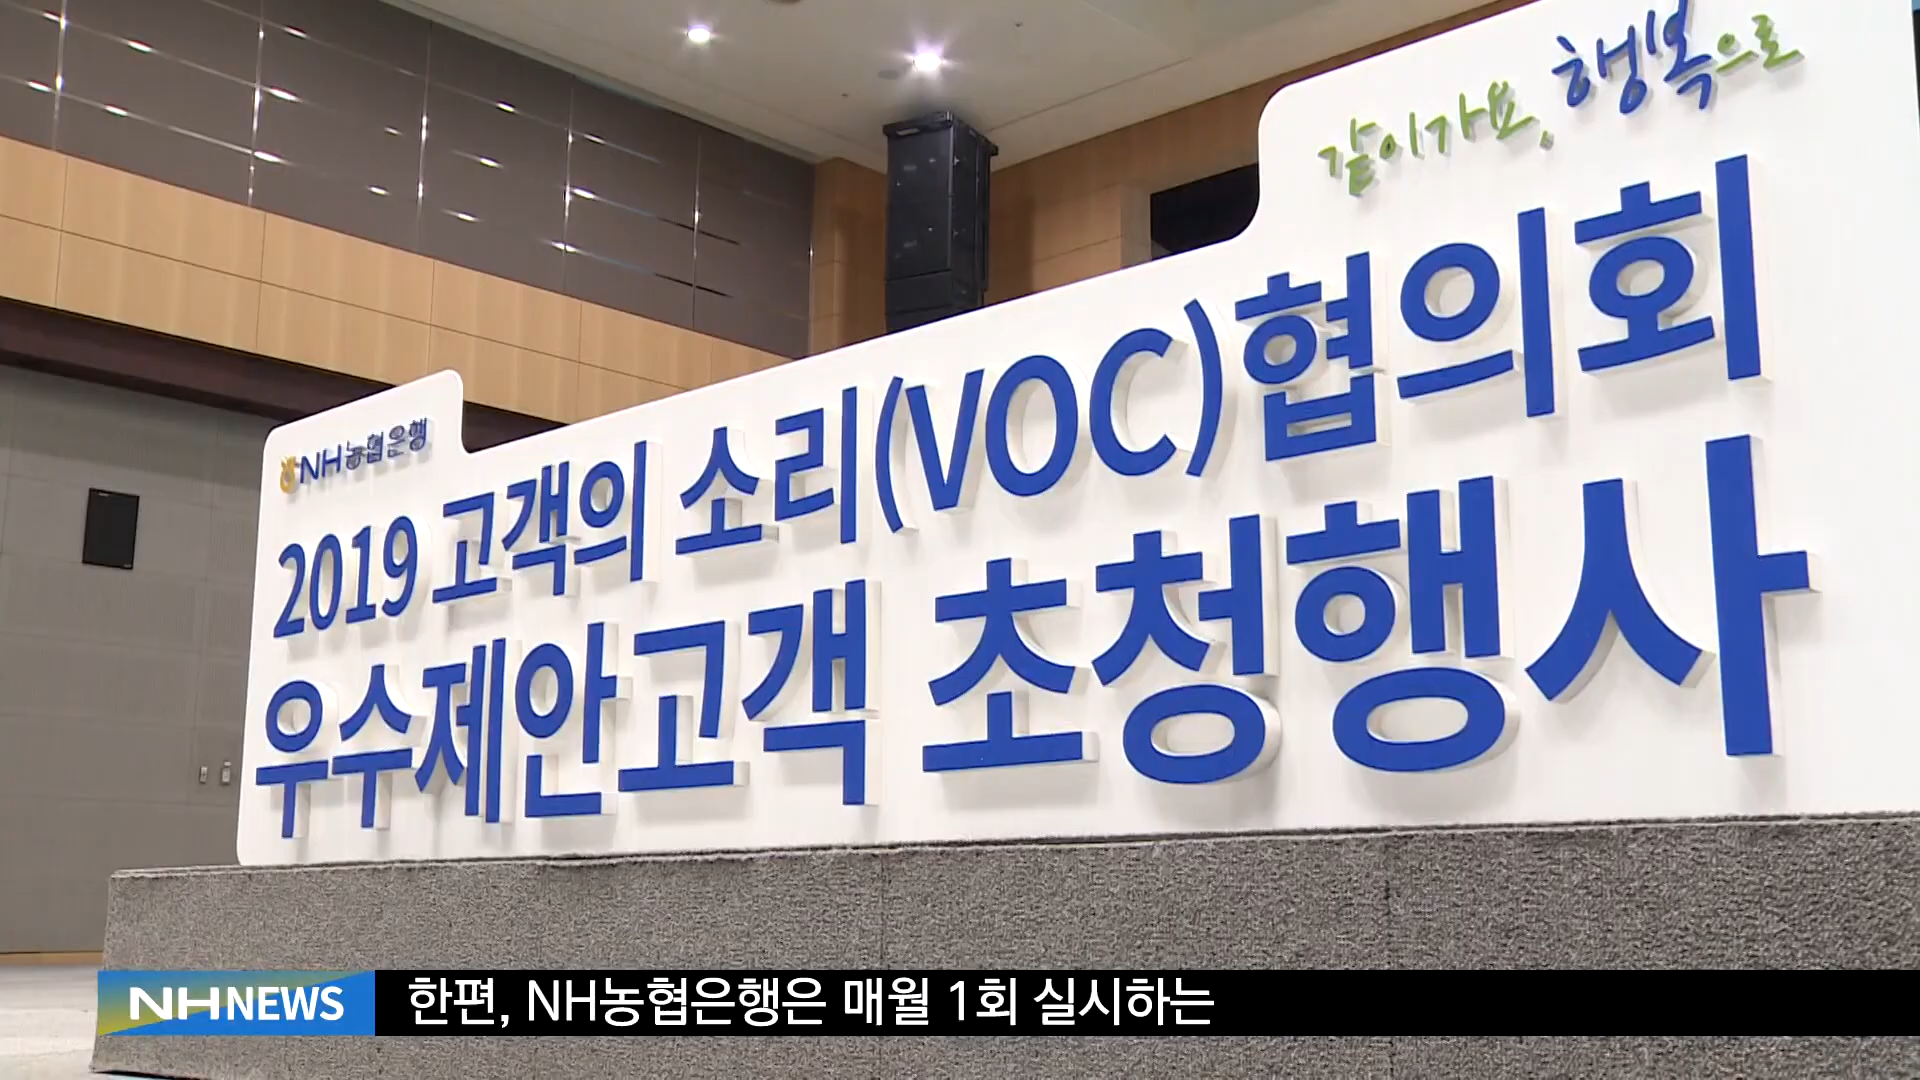 같이가요, 행복으로
NH농협은행
2019 고객의 소리(VOC)협의회
우수제안고객 초청행사
NHNEWS 한편, NH농협은행은 매월 1회 실시하는